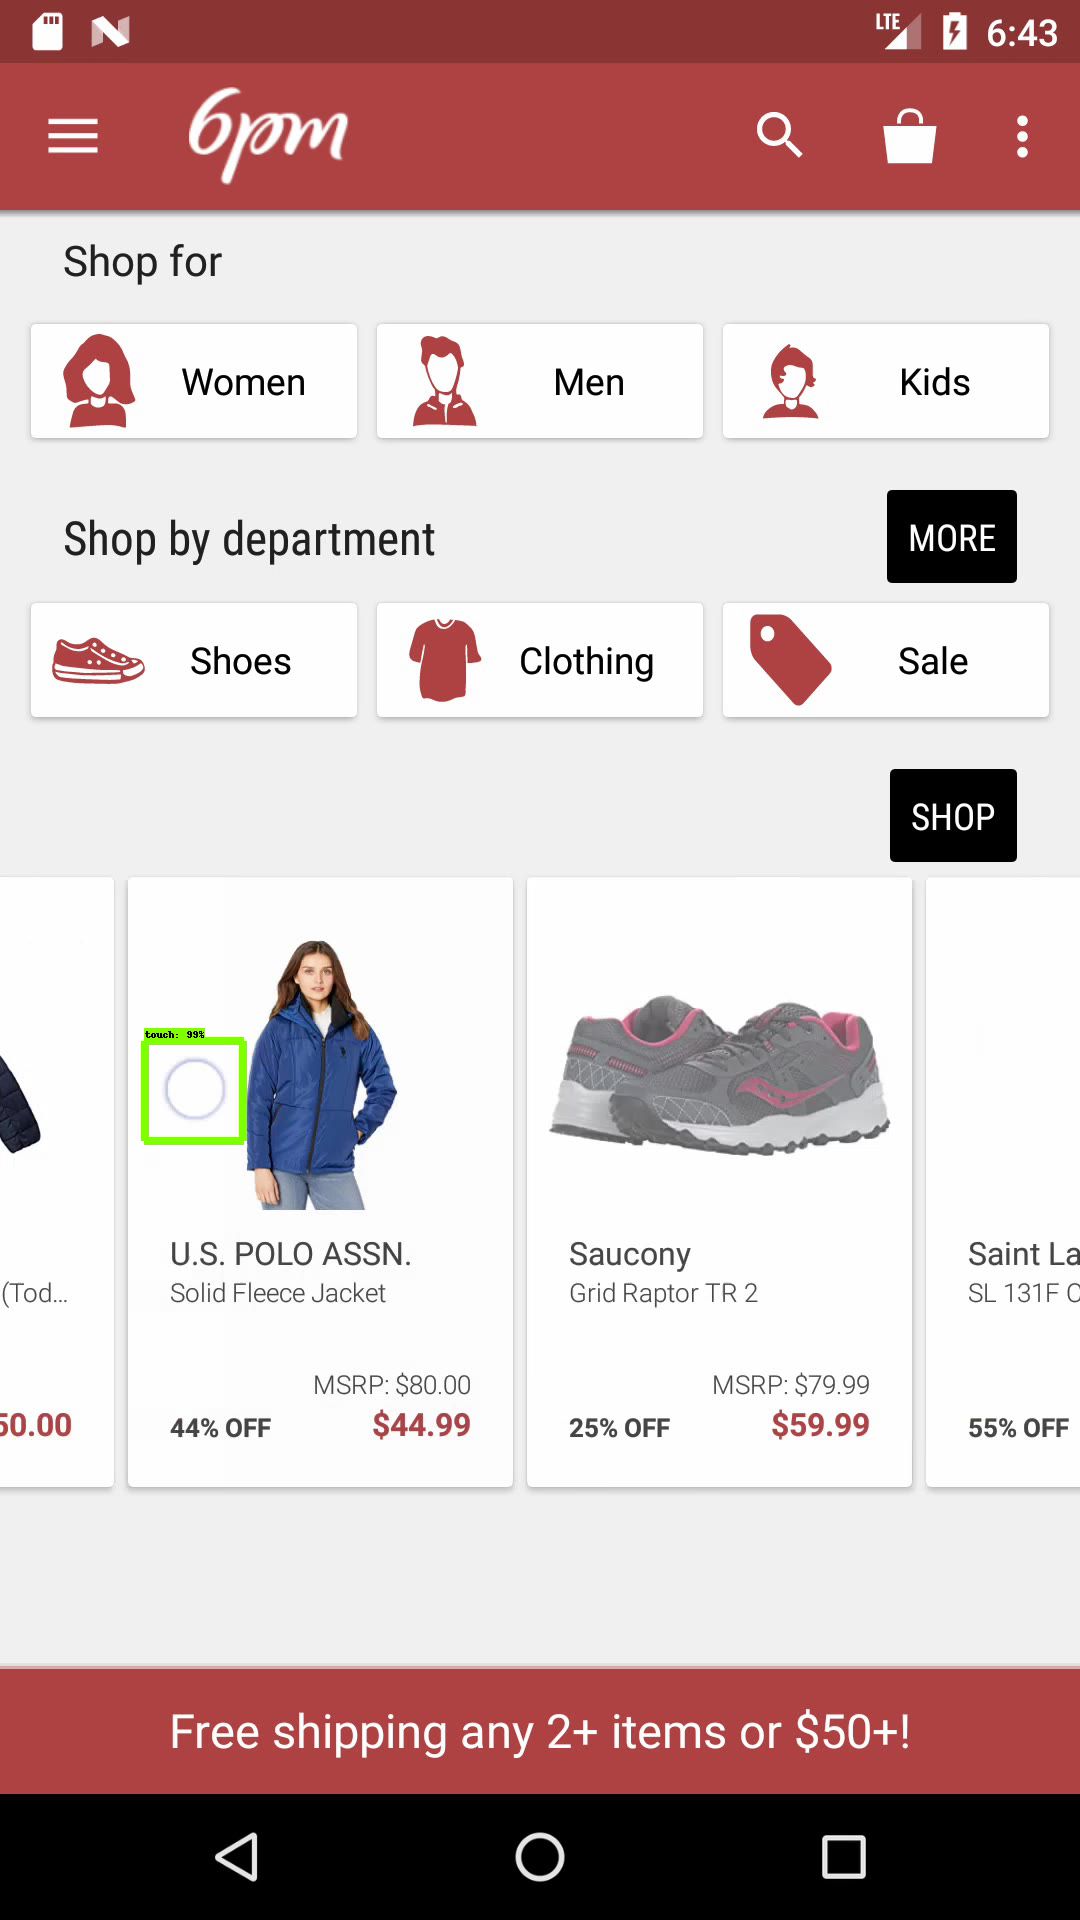 LTE 6:43
6pm
Shop for
Women Men Kids
Shop by department MORE
Shoes Clothing Sale
SHOP
touch: 99%
U.S. POLO ASSN. Saucony Saint La
(Tod... Solid Fleece Jacket Grid Raptor TR 2 SL 131F
MSRP: $80.00 MSRP: $79.99
50.00 44% OFF $44.99 25% OFF $59.99 55% OFF
Free shipping any 2+ items or $50+!